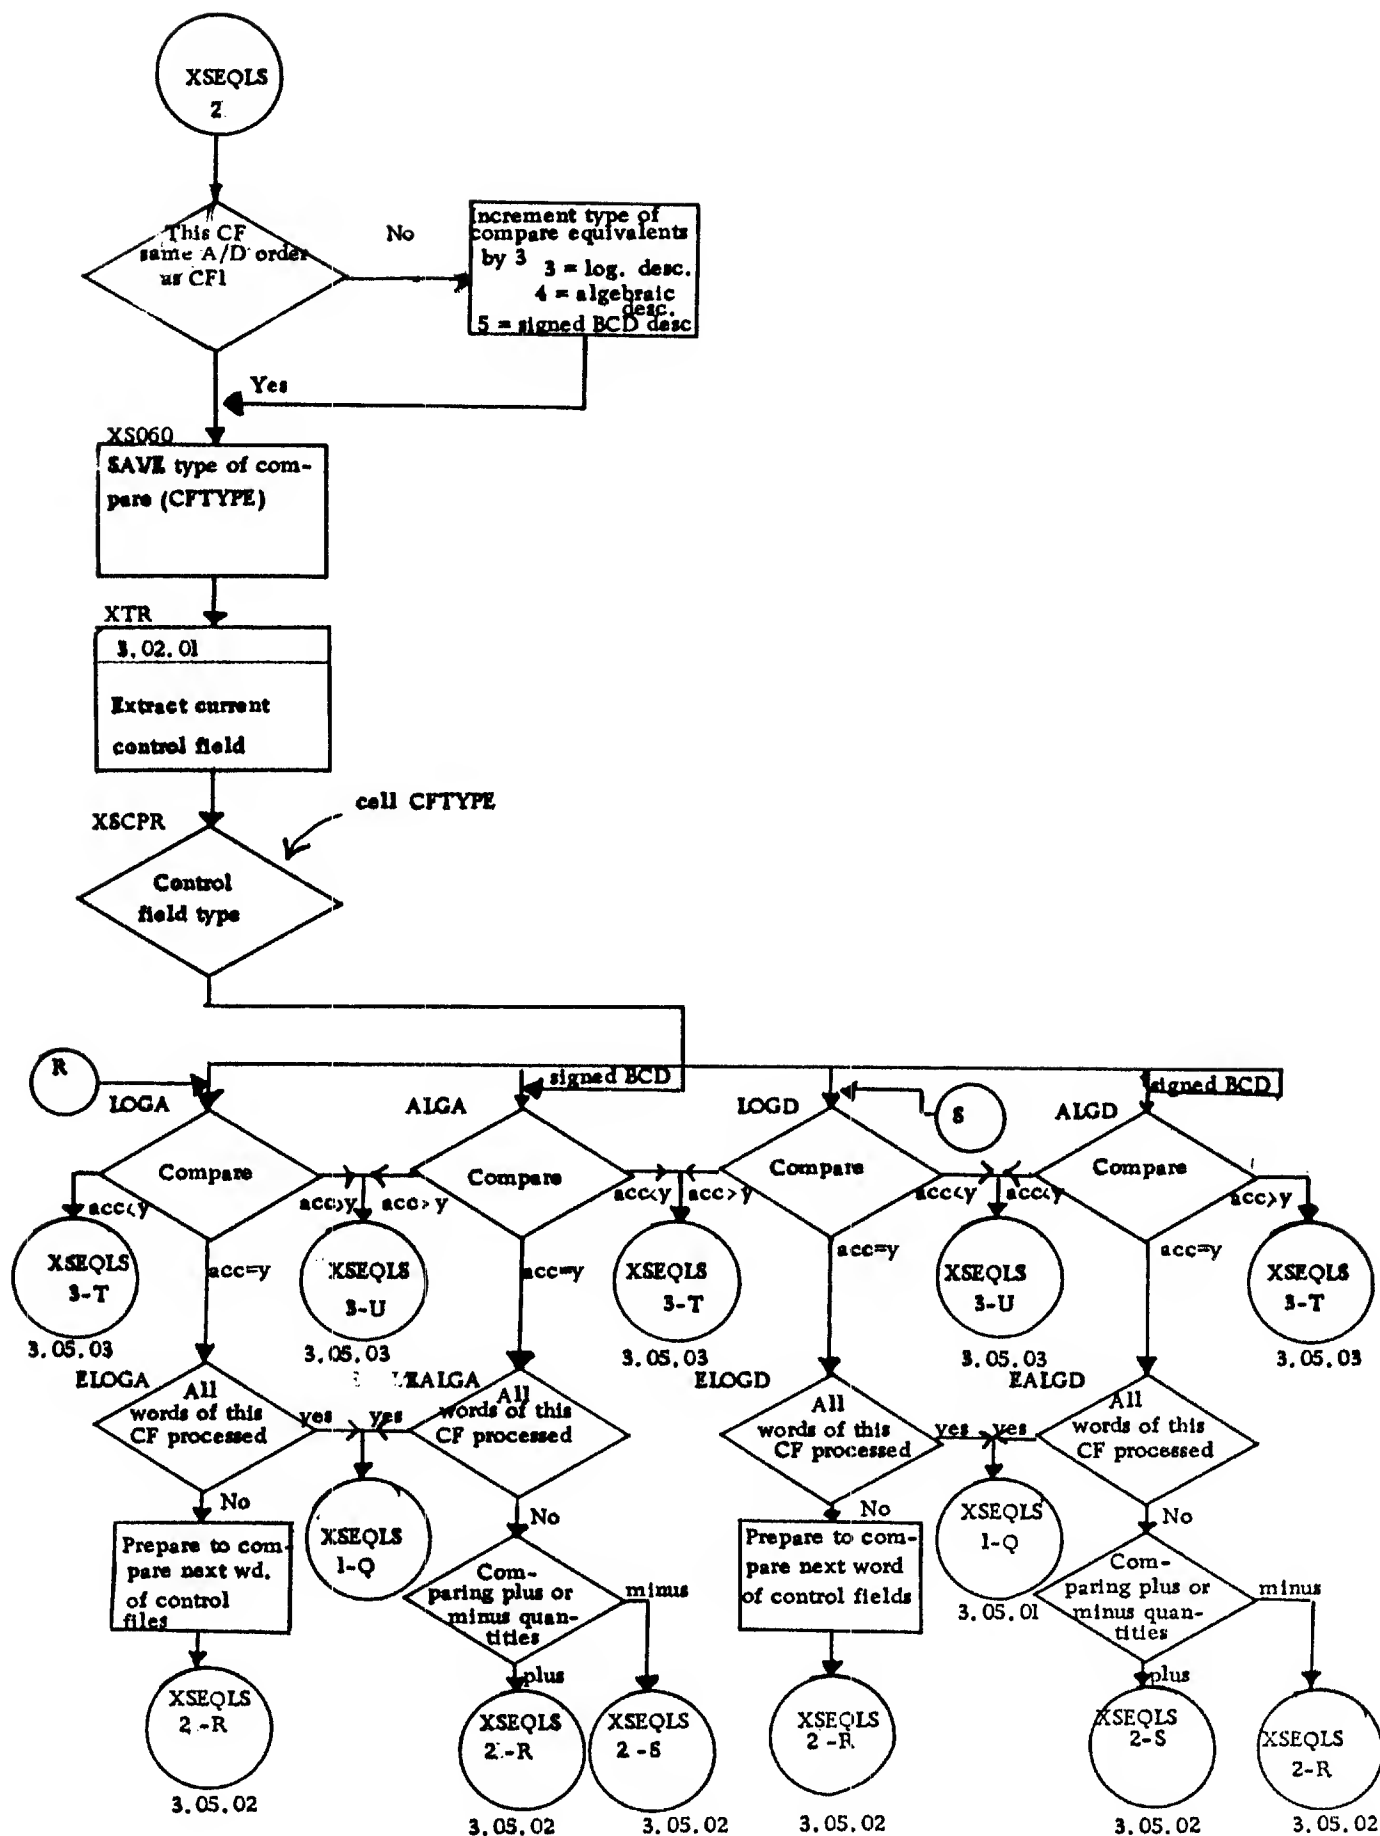 XSEQLS
2
This CF
same A/D order
as CF1
No
Increment type of
compare equivalents
by 3
3 = log. desc.
4 = algebraic
desc.
5 = signed BCD desc
Yes
XS060
SAVE type of com-
pare (CFTYPE)
XTR
3.02.01
Extract current
control field
XSCPR
cell CFTYPE
Control
field type
R
signed BCD
signed BCD
LOGA
ALGA
LOGD
S
ALGD
Compare
Compare
Compare
Compare
acc<y
acc>y
acc>y
acc<y
acc>y
acc<y
acc<y
acc>y
acc=y
acc=y
acc=y
acc=y
XSEQLS
3-T
XSEQLS
3-U
XSEQLS
3-T
XSEQLS
3-U
XSEQLS
3-T
3.05.03
3.05.03
3.05.03
3.05.03
3.05.03
ELOGA
EALGA
ELOGD
EALGD
All
words of this
CF processed
yes
yes
All
words of this
CF processed
All
words of this
CF processed
yes
yes
All
words of this
CF processed
No
No
No
No
Prepare to com-
pare next wd.
of control
files
XSEQLS
1-Q
Com-
paring plus or
minus quan-
tities
minus
Prepare to com-
pare next word
of control fields
XSEQLS
1-Q
3.05.01
Com-
paring plus or
minus quan-
tities
minus
plus
plus
XSEQLS
2-R
XSEQLS
2-R
XSEQLS
2-S
XSEQLS
2-R
XSEQLS
2-S
XSEQLS
2-R
3.05.02
3.05.02
3.05.02
3.05.02
3.05.02
3.05.02